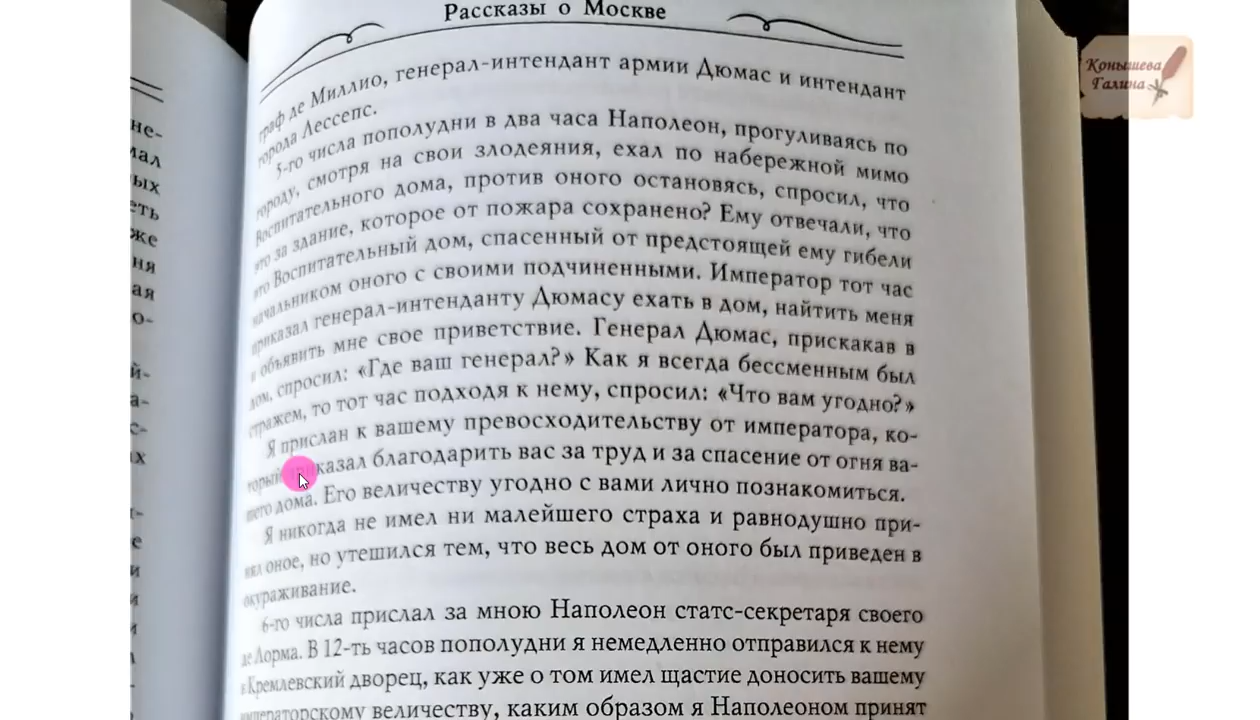 Рассказы о Москве
Конышева
Галина
граф де Миллио, генерал-интендант армии Дюмас и интендант
города Лессепс.
5-го числа пополудни в два часа Наполеон, прогуливаясь по
городу, смотря на свои злодеяния, ехал по набережной мимо
Воспитательного дома, против оного остановясь, спросил, что
это за здание, которое от пожара сохранено? Ему отвечали, что
это Воспитательный дом, спасенный от предстоящей ему гибели
начальником оного с своими подчиненными. Император тот час
приказал генерал-интенданту Дюмасу ехать в дом, найтить меня
и объявить мне свое приветствие. Генерал Дюмас, прискакав в
дом, спросил: «Где ваш генерал?» Как я всегда бессменным был
стражем, то тот час подходя к нему, спросил: «Что вам угодно?»
Я прислан к вашему превосходительству от императора, ко-
торый приказал благодарить вас за труд и за спасение от огня ва-
шего дома. Его величеству угодно с вами лично познакомиться.
Я никогда не имел ни малейшего страха и равнодушно при-
нял оное, но утешился тем, что весь дом от оного был приведен в
окураживание.
6-го числа прислал за мною Наполеон статс-секретаря своего
де Лорма. В 12-ть часов пополудни я немедленно отправился к нему
в Кремлевский дворец, как уже о том имел щастие доносить вашему
императорскому величеству, каким образом я Наполеоном принят
не-
мал
ых
еть
же
ня
ая
о-
й-
а-
с-
ах